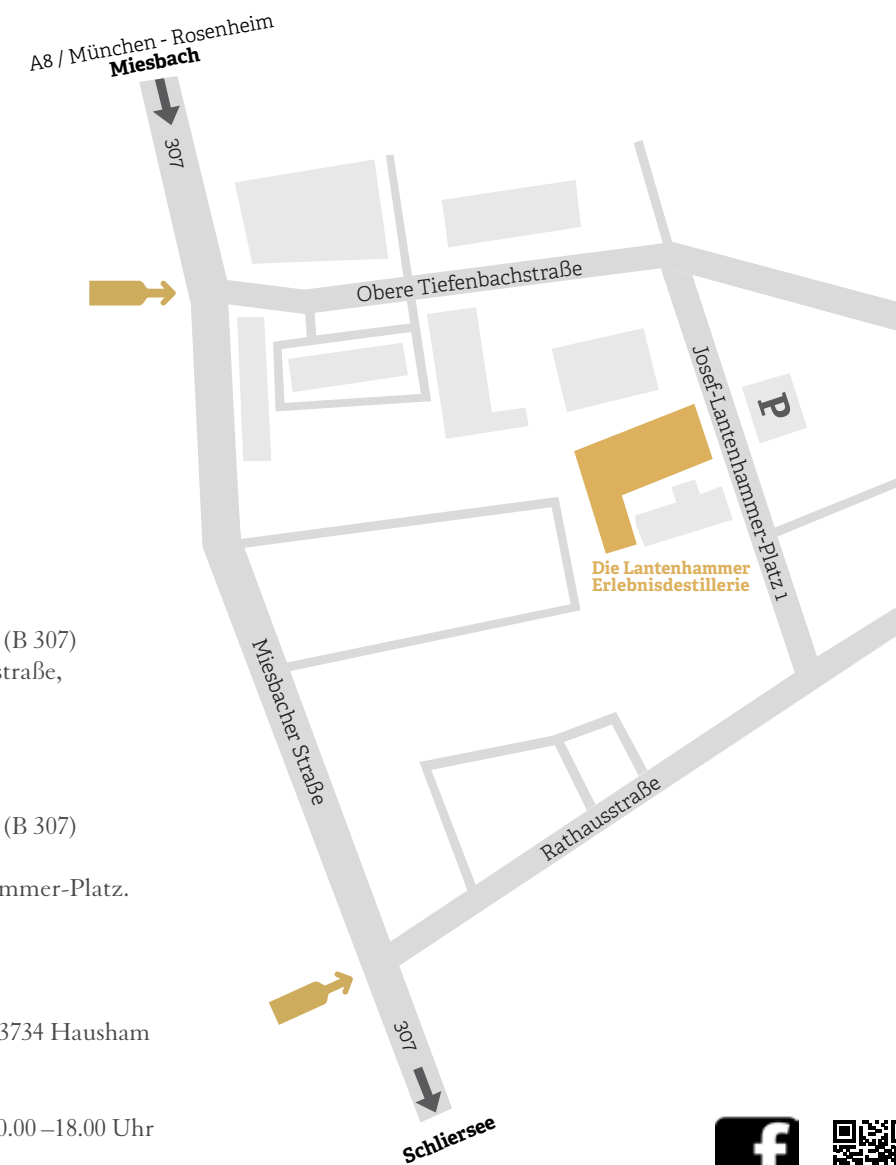 A8 / München - Rosenheim
Miesbach
307
Obere Tiefenbachstraße
Josef-Lantenhammer-Platz 1
P
Die Lantenhammer
Erlebnisdestillerie
(B 307)
straße,
Miesbacher Straße
Rathausstraße
(B 307)
mmer-Platz.
3734 Hausham
307
0.00 – 18.00 Uhr
Schliersee
f